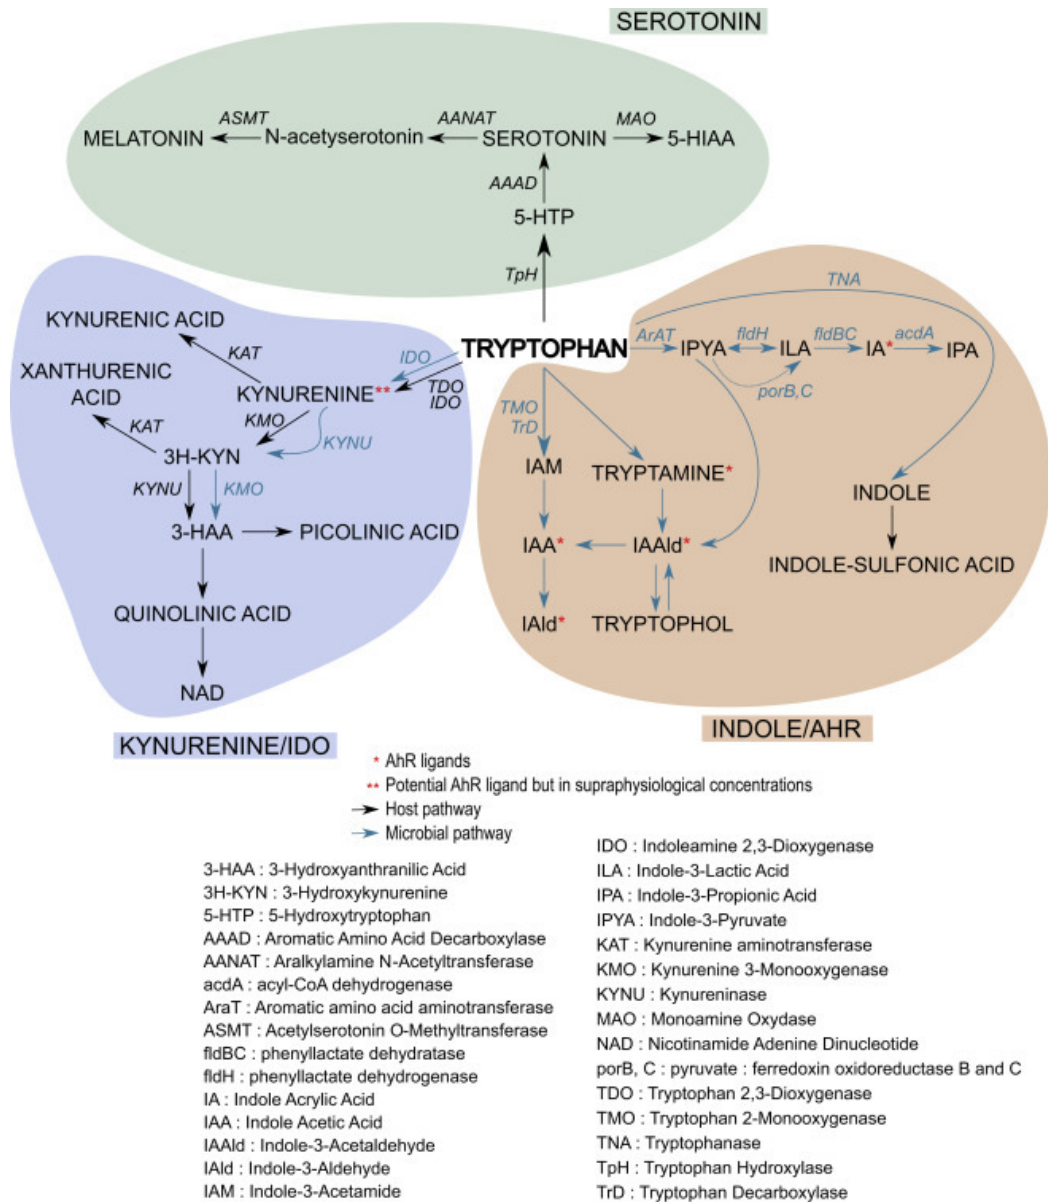 SEROTONIN
ASMT
AANAT
MAO
MELATONIN
N-acetyserotonin
SEROTONIN
5-HIAA
AAAD
5-HTP
TpH
TNA
KYNURENIC ACID
IDO
TRYPTOPHAN
ArAT
fldH
fldBC
acdA
IPYA
ILA
IA*
IPA
KAT
TDO
IDO
XANTHURENIC
ACID
KYNURENINE**
porB,C
KMO
KYNU
TMO
TrD
KAT
3H-KYN
IAM
TRYPTAMINE*
KYNU
KMO
INDOLE
3-HAA
PICOLINIC ACID
IAA*
IAAld*
INDOLE-SULFONIC ACID
QUINOLINIC ACID
IAld*
TRYPTOPHOL
NAD
KYNURENINE/IDO
INDOLE/AHR
* AhR ligands
** Potential AhR ligand but in supraphysiological concentrations
Host pathway
Microbial pathway
3-HAA : 3-Hydroxyanthranilic Acid
3H-KYN : 3-Hydroxykynurenine
5-HTP : 5-Hydroxytryptophan
AAAD : Aromatic Amino Acid Decarboxylase
AANAT : Aralkylamine N-Acetyltransferase
acdA : acyl-CoA dehydrogenase
AraT : Aromatic amino acid aminotransferase
ASMT : Acetylserotonin O-Methyltransferase
fldBC : phenyllactate dehydratase
fldH : phenyllactate dehydrogenase
IA : Indole Acrylic Acid
IAA : Indole Acetic Acid
IAAld : Indole-3-Acetaldehyde
IAld : Indole-3-Aldehyde
IAM : Indole-3-Acetamide
IDO : Indoleamine 2,3-Dioxygenase
ILA : Indole-3-Lactic Acid
IPA : Indole-3-Propionic Acid
IPYA : Indole-3-Pyruvate
KAT : Kynurenine aminotransferase
KMO : Kynurenine 3-Monooxygenase
KYNU : Kynureninase
MAO : Monoamine Oxydase
NAD : Nicotinamide Adenine Dinucleotide
porB, C : pyruvate : ferredoxin oxidoreductase B and C
TDO : Tryptophan 2,3-Dioxygenase
TMO : Tryptophan 2-Monooxygenase
TNA : Tryptophanase
TpH : Tryptophan Hydroxylase
TrD : Tryptophan Decarboxylase